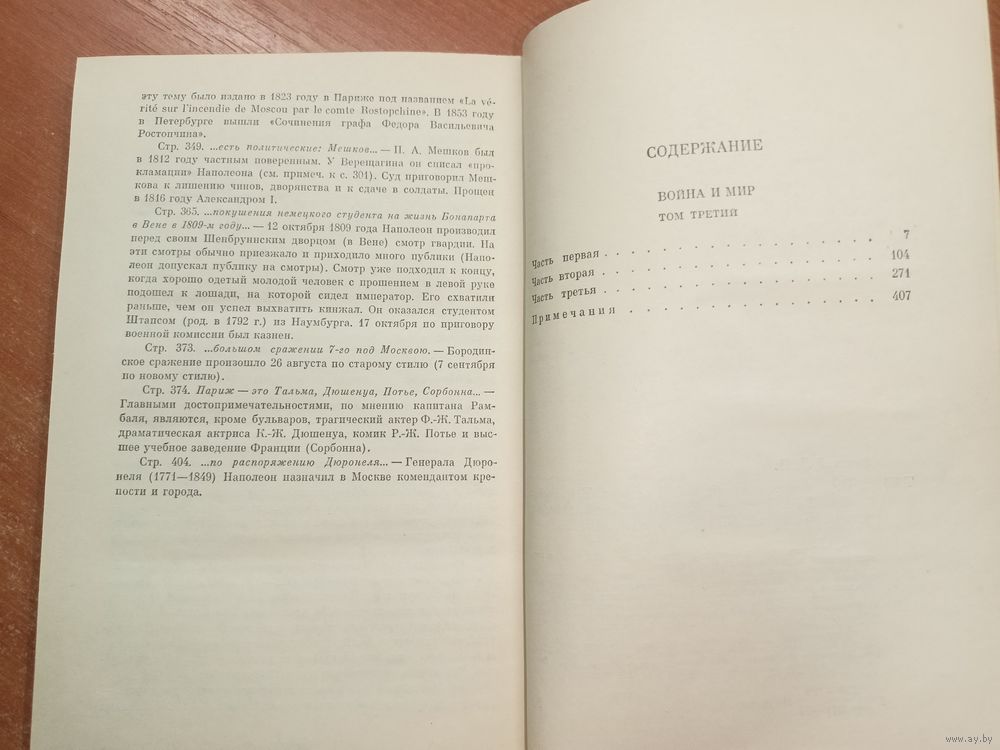 эту тему было издано в 1823 году в Париже под названием «La vé-
rité sur l'incendie de Moscou par le comte Rostopchine». В 1853 году
в Петербурге вышли «Сочинения графа Федора Васильевича
Ростопчина».
Стр. 349. ...есть политические: Мешков... — П. А. Мешков был
в 1812 году частным поверенным. У Верещагина он списал «про-
кламации» Наполеона (см. примеч. к с. 301). Суд приговорил Меш-
кова к лишению чинов, дворянства и к сдаче в солдаты. Прощен
в 1816 году Александром I.
Стр. 365. ...покушения немецкого студента на жизнь Бонапарта
в Вене в 1809-м году... — 12 октября 1809 года Наполеон производил
перед своим Шенбруннским дворцом (в Вене) смотр гвардии. На
эти смотры обычно приезжало и приходило много публики (Напо-
леон допускал публику на смотры). Смотр уже подходил к концу,
когда хорошо одетый молодой человек с прошением в левой руке
подошел к лошади, на которой сидел император. Его схватили
раньше, чем он успел выхватить кинжал. Он оказался студентом
Штапсом (род. в 1792 г.) из Наумбурга. 17 октября по приговору
военной комиссии был казнен.
Стр. 373. ...большом сражении 7-го под Москвою. — Бородин-
ское сражение произошло 26 августа по старому стилю (7 сентября
по новому стилю).
Стр. 374. Париж — это Тальма, Дюшенуа, Потье, Сорбонна... —
Главными достопримечательностями, по мнению капитана Рам-
баля, являются, кроме бульваров, трагический актер Ф.-Ж. Тальма,
драматическая актриса К.-Ж. Дюшенуа, комик Р.-Ж. Потье и выс-
шее учебное заведение Франции (Сорбонна).
Стр. 404. ...по распоряжению Дюронеля... — Генерала Дюро-
неля (1771—1849) Наполеон назначил в Москве комендантом кре-
пости и города.
СОДЕРЖАНИЕ
ВОЙНА И МИР
ТОМ ТРЕТИЙ
Часть первая . . . . . . . . . . . . . . 7
Часть вторая . . . . . . . . . . . . . . 104
Часть третья . . . . . . . . . . . . . . 271
Примечания . . . . . . . . . . . . . . 407
© www.ay.by